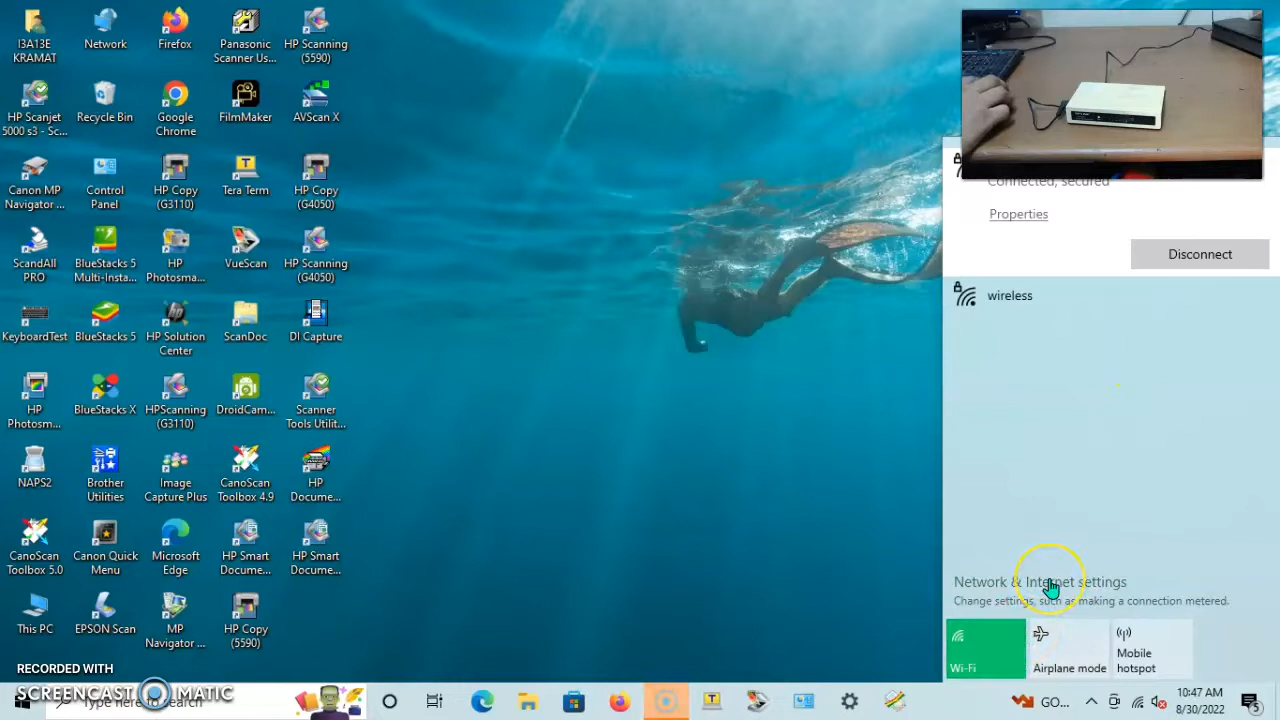 I3A13E
KRAMAT
Network
Firefox
Panasonic
Scanner Us...
HP Scanning
(5590)
HP Scanjet
5000 s3 - Sc...
Recycle Bin
Google
Chrome
FilmMaker
AVScan X
Canon MP
Navigator ...
Control
Panel
HP Copy
(G3110)
Tera Term
HP Copy
(G4050)
ScandAll
PRO
BlueStacks 5
Multi-Insta...
HP
Photosma...
VueScan
HP Scanning
(G4050)
KeyboardTest
BlueStacks 5
HP Solution
Center
ScanDoc
DI Capture
HP
Photosm...
BlueStacks X
HPScanning
(G3110)
DroidCam...
Scanner
Tools Utilit...
NAPS2
Brother
Utilities
Image
Capture Plus
CanoScan
Toolbox 4.9
HP
Docume...
CanoScan
Toolbox 5.0
Canon Quick
Menu
Microsoft
Edge
HP Smart
Docume...
HP Smart
Docume...
This PC
EPSON Scan
MP
Navigator ...
HP Copy
(5590)
Connected, secured
Properties
Disconnect
wireless
Network & Internet settings
Change settings, such as making a connection metered.
Wi-Fi
Airplane mode
Mobile
hotspot
RECORDED WITH
SCREENCAST MATIC
Type here to search
GO...
10:47 AM
8/30/2022
5